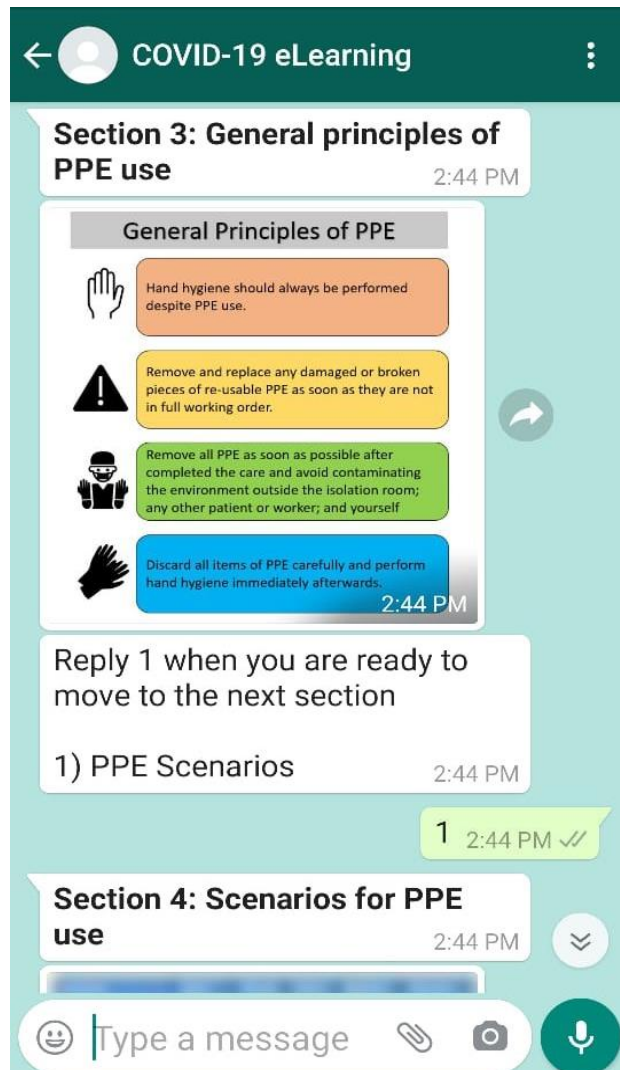 COVID-19 eLearning
Section 3: General principles of
PPE use
2:44 PM
General Principles of PPE
Hand hygiene should always be performed
despite PPE use.
Remove and replace any damaged or broken
pieces of re-usable PPE as soon as they are not
in full working order.
Remove all PPE as soon as possible after
completed the care and avoid contaminating
the environment outside the isolation room;
any other patient or worker; and yourself
Discard all items of PPE carefully and perform
hand hygiene immediately afterwards.
2:44 PM
Reply 1 when you are ready to
move to the next section
1) PPE Scenarios
2:44 PM
1 2:44 PM
Section 4: Scenarios for PPE
use
2:44 PM
Type a message